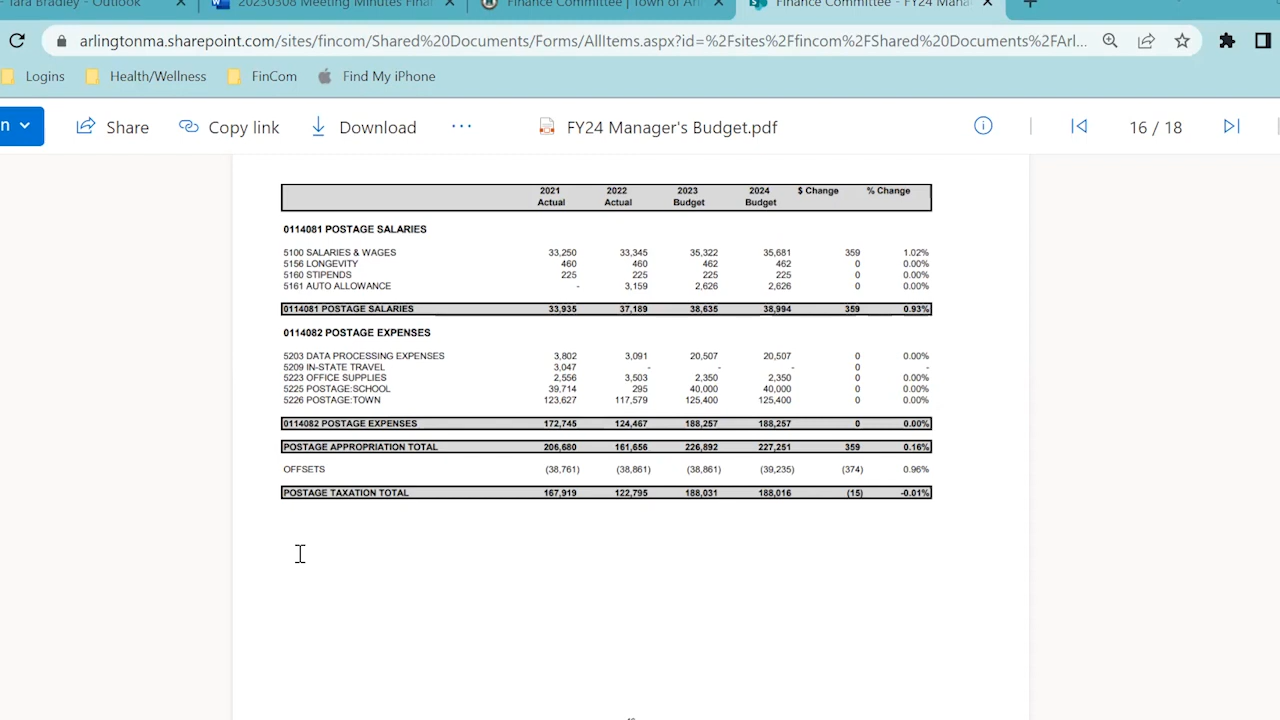 Tara Bradley - Outlook 20230308 Meeting Minutes Final Finance Committee | Town of Arl Finance Committee - FY24 Mana
arlingtonma.sharepoint.com/sites/fincom/Shared%20Documents/Forms/AllItems.aspx?id=%2Fsites%2Ffincom%2FShared%20Documents%2FArl...
Logins Health/Wellness FinCom Find My iPhone
n Share Copy link Download ... FY24 Manager's Budget.pdf 16 / 18
2021 2022 2023 2024 $ Change % Change
Actual Actual Budget Budget
0114081 POSTAGE SALARIES
5100 SALARIES & WAGES 33,250 33,345 35,322 35,681 359 1.02%
5156 LONGEVITY 460 460 462 462 0 0.00%
5160 STIPENDS 225 225 225 225 0 0.00%
5161 AUTO ALLOWANCE - 3,159 2,626 2,626 0 0.00%
0114081 POSTAGE SALARIES 33,935 37,189 38,635 38,994 359 0.93%
0114082 POSTAGE EXPENSES
5203 DATA PROCESSING EXPENSES 3,802 3,091 20,507 20,507 0 0.00%
5209 IN-STATE TRAVEL 3,047 - - - 0 -
5223 OFFICE SUPPLIES 2,556 3,503 2,350 2,350 0 0.00%
5225 POSTAGE:SCHOOL 39,714 295 40,000 40,000 0 0.00%
5226 POSTAGE:TOWN 123,627 117,579 125,400 125,400 0 0.00%
0114082 POSTAGE EXPENSES 172,745 124,467 188,257 188,257 0 0.00%
POSTAGE APPROPRIATION TOTAL 206,680 161,656 226,892 227,251 359 0.16%
OFFSETS (38,761) (38,861) (38,861) (39,235) (374) 0.96%
POSTAGE TAXATION TOTAL 167,919 122,795 188,031 188,016 (15) -0.01%